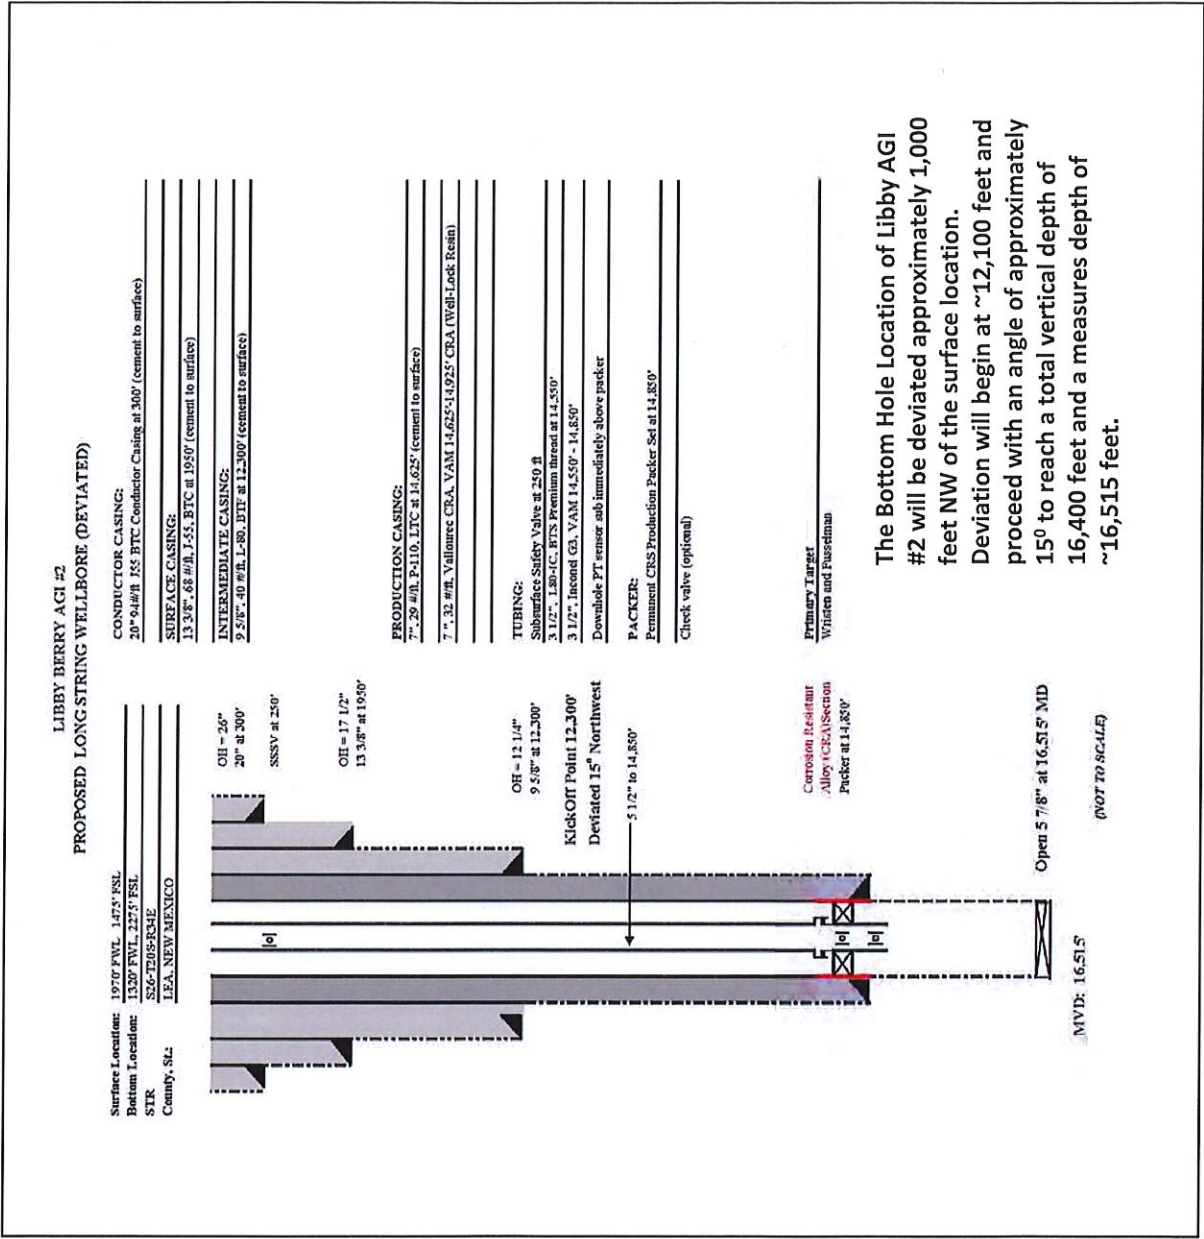 LIBBY BERRY AGI #2
PROPOSED LONG STRING WELLBORE (DEVIATED)
Surface Location: 1970' FWL 1475' FSL
Bottom Location: 1320' FWL, 2275' FSL
STR S26-T20S-R34E
County, St.: LEA, NEW MEXICO
OH = 26"
20" at 300'
SSSV at 250'
OH = 17 1/2"
13 3/8" at 1950'
OH = 12 1/4"
9 5/8" at 12,300'
KickOff Point 12,300'
Deviated 15° Northwest
5 1/2" to 14,850'
Corrosion Resistant
Alloy (CRA) Section
Packer at 14,850'
Open 5 7/8" at 16,515' MD
MVD: 16,515'
(NOT TO SCALE)
CONDUCTOR CASING:
20" 94#/ft J55 BTC Conductor Casing at 300' (cement to surface)
SURFACE CASING:
13 3/8", 68 #/ft, J-55, BTC at 1950' (cement to surface)
INTERMEDIATE CASING:
9 5/8", 40 #/ft, L-80, BTF at 12,300' (cement to surface)
PRODUCTION CASING:
7", 29 #/ft, P-110, LTC at 14,625' (cement to surface)
7 ", 32 #/ft, Vallourec CRA, VAM 14,625'-14,925' CRA (Well-Lock Resin)
TUBING:
Subsurface Safety Valve at 250 ft
3 1/2", L80-1C, BTS Premium thread at 14,550'
3 1/2", Inconel G3, VAM 14,550' - 14,850'
Downhole PT sensor sub immediately above packer
PACKER:
Permanent CRSS Production Packer Set at 14,850'
Check valve (optional)
Primary Target
Wristen and Fusselman
The Bottom Hole Location of Libby AGI
#2 will be deviated approximately 1,000
feet NW of the surface location.
Deviation will begin at ~12,100 feet and
proceed with an angle of approximately
15⁰ to reach a total vertical depth of
16,400 feet and a measures depth of
~16,515 feet.